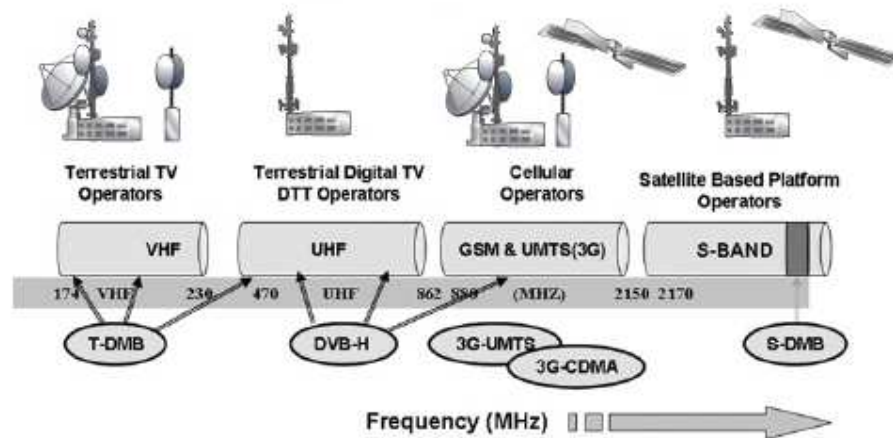 Terrestrial TV
Operators
Terrestrial Digital TV
DTT Operators
Cellular
Operators
Satellite Based Platform
Operators
VHF
UHF
GSM & UMTS(3G)
S-BAND
174 VHF 230 470 UHF 862 880 (MHZ) 2150 2170
T-DMB
DVB-H
3G-UMTS
3G-CDMA
S-DMB
Frequency (MHz)